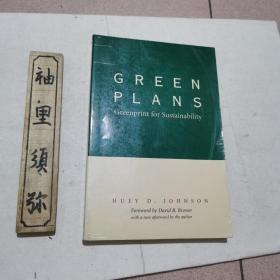 袖里須弥
GREEN
PLANS
Greenprint for Sustainability
HUEY D. JOHNSON
Foreword by David R. Brower
with a new afterword by the author